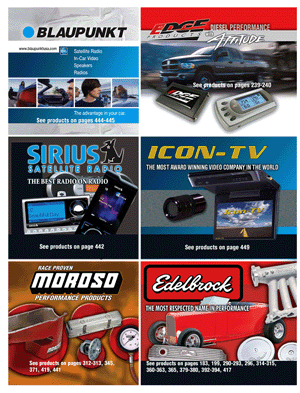 BLAUPUNKT
www.blaupunktusa.com
Satellite Radio
In-Car Video
Speakers
Radios
The advantage in your car
See products on pages 444-445
EDGE
PRODUCTS
DIESEL PERFORMANCE
Attitude
See products on pages 239-240
SIRIUS
SATELLITE RADIO
THE BEST RADIO ON RADIO
See products on page 442
ICON-TV
THE MOST AWARD WINNING VIDEO COMPANY IN THE WORLD
ICON-TV
See products on page 449
RACE PROVEN
MOROSO
PERFORMANCE PRODUCTS
See products on pages 312-313, 345,
371, 419, 441
Edelbrock
THE MOST RESPECTED NAME IN PERFORMANCE
See products on pages 193, 199, 290-293, 296, 314-315,
360-363, 365, 379-380, 392-394, 417